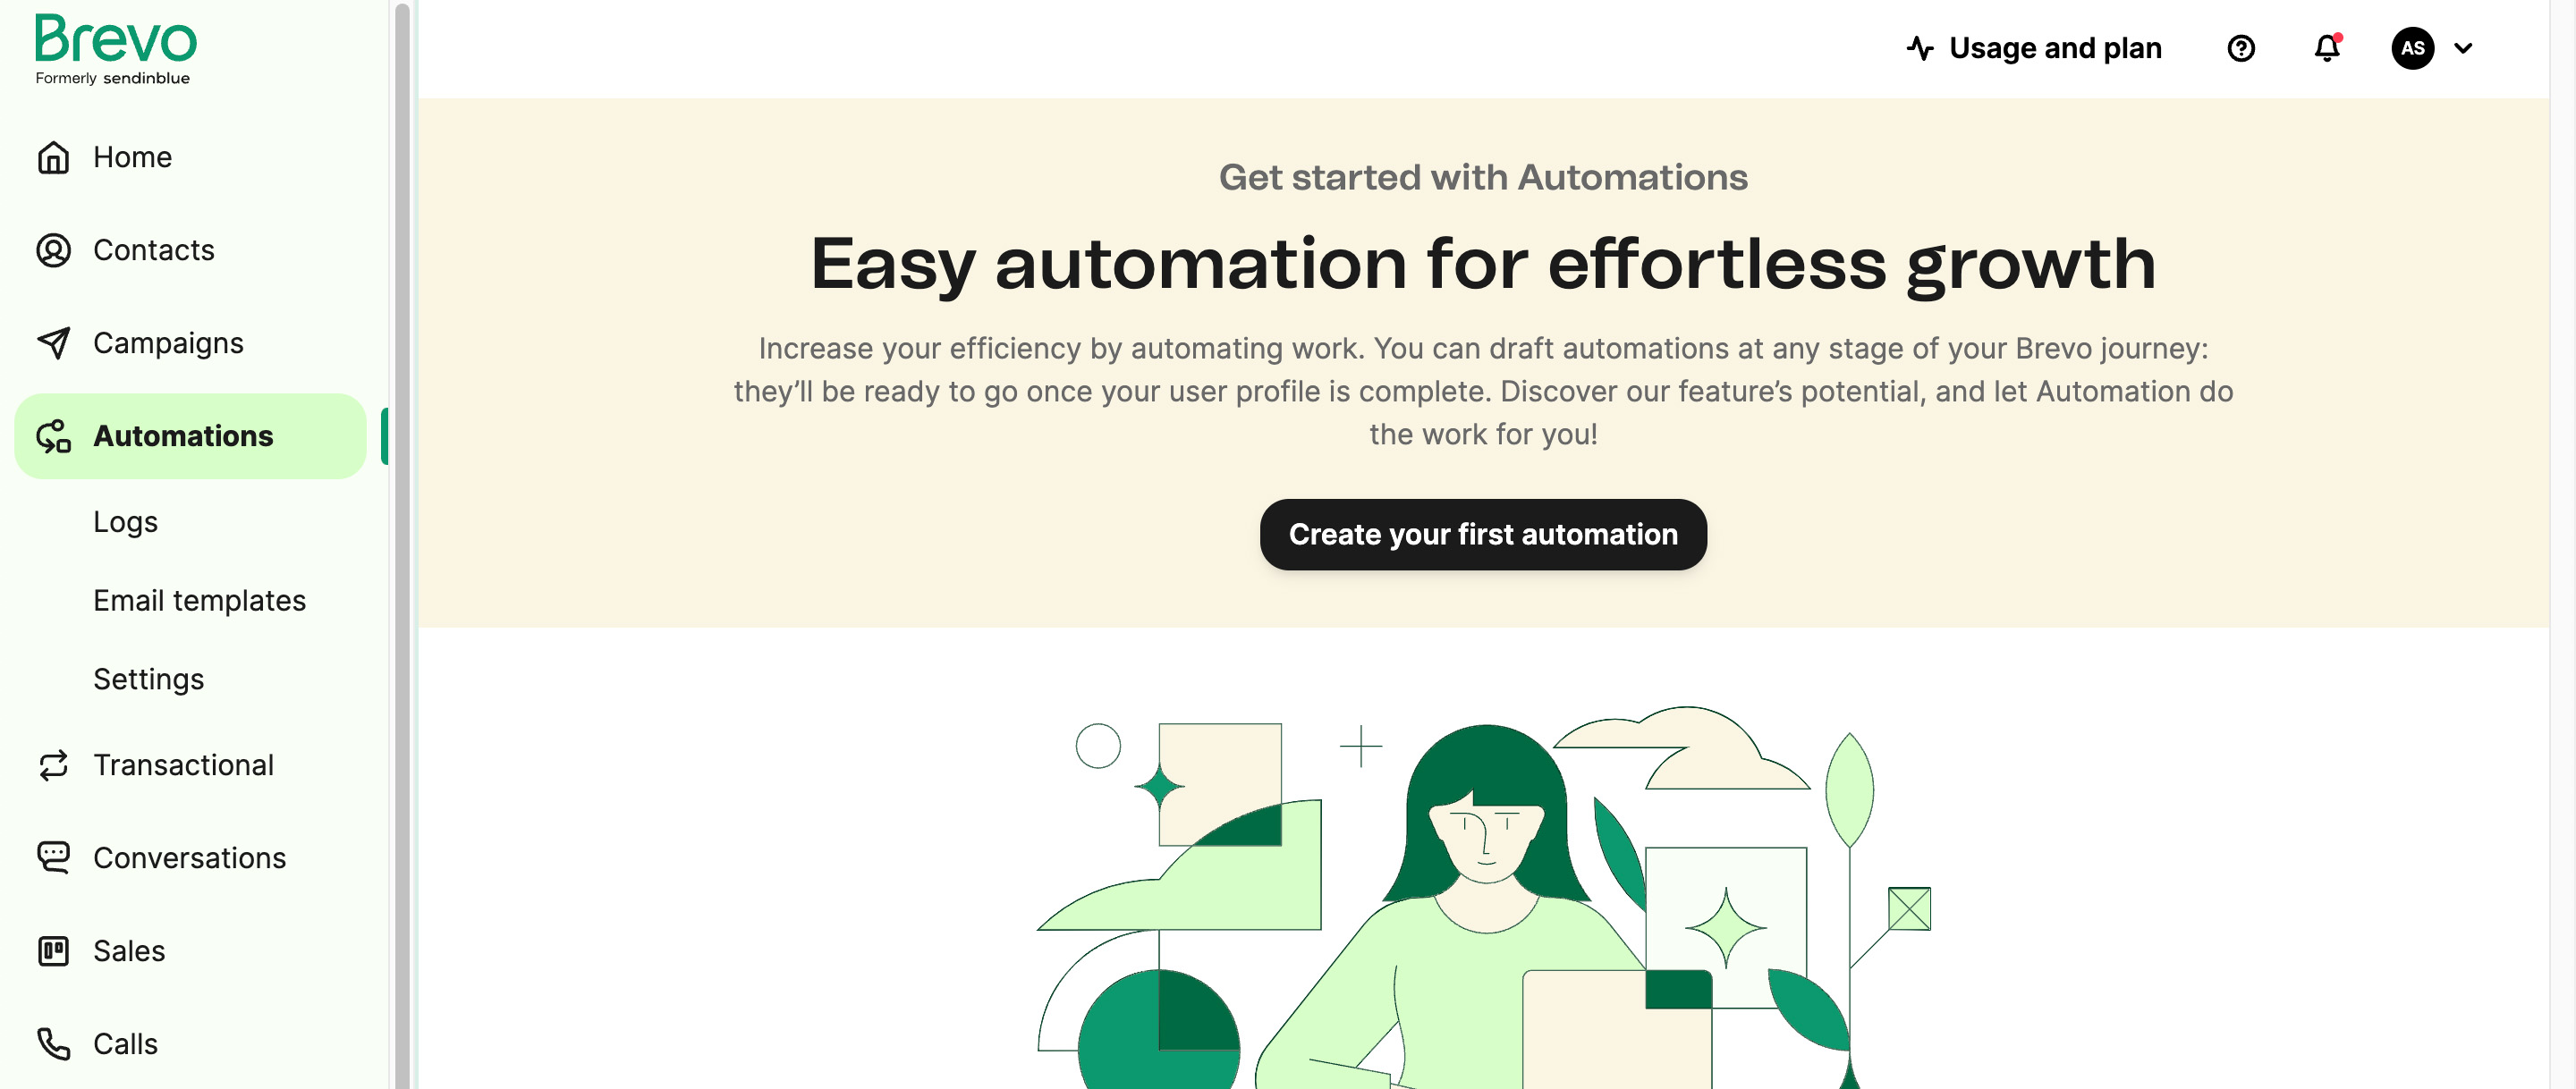 Brevo
Formerly sendinblue
Home
Contacts
Campaigns
Automations
Logs
Email templates
Settings
Transactional
Conversations
Sales
Calls
Usage and plan
AS
Get started with Automations
Easy automation for effortless growth
Increase your efficiency by automating work. You can draft automations at any stage of your Brevo journey:
they’ll be ready to go once your user profile is complete. Discover our feature’s potential, and let Automation do
the work for you!
Create your first automation